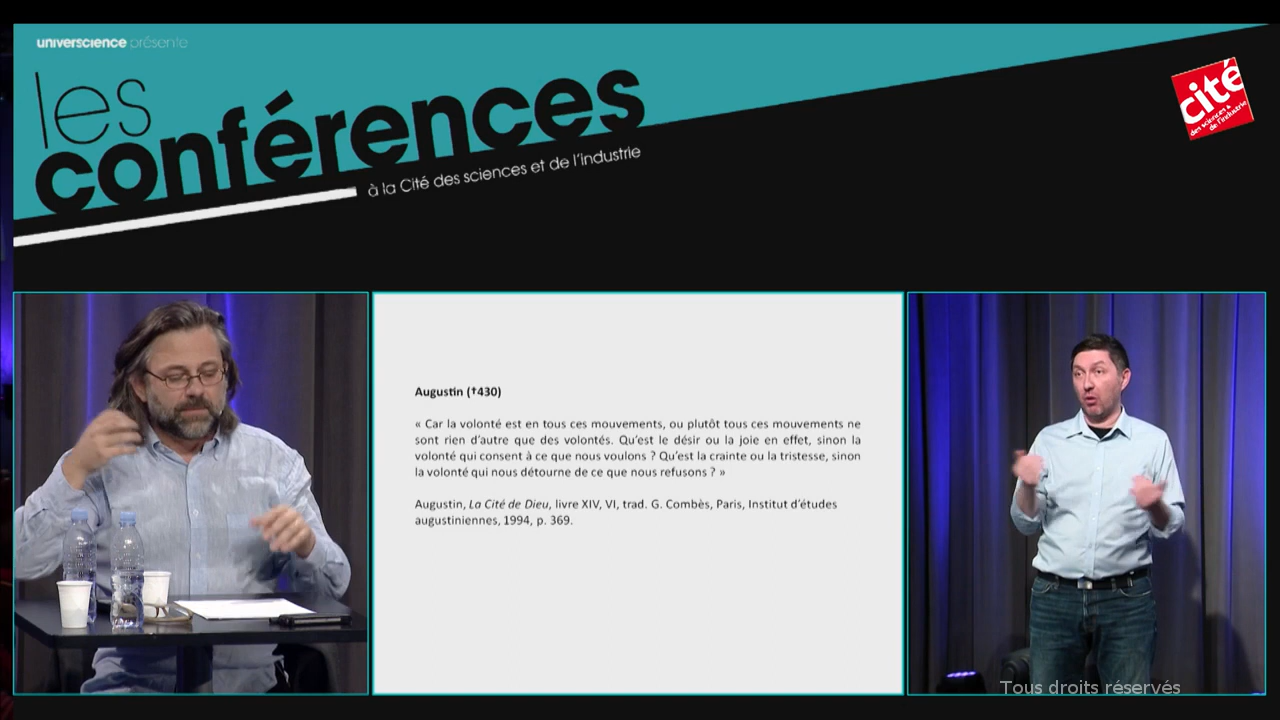 universcience présente
les
conférences
à la Cité des sciences et de l'industrie
cité
des sciences &
de l'industrie
Augustin (†430)
« Car la volonté est en tous ces mouvements, ou plutôt tous ces mouvements ne
sont rien d'autre que des volontés. Qu'est le désir ou la joie en effet, sinon la
volonté qui consent à ce que nous voulons ? Qu'est la crainte ou la tristesse, sinon
la volonté qui nous détourne de ce que nous refusons ? »
Augustin, La Cité de Dieu, livre XIV, VI, trad. G. Combès, Paris, Institut d'études
augustiniennes, 1994, p. 369.
Tous droits réservés